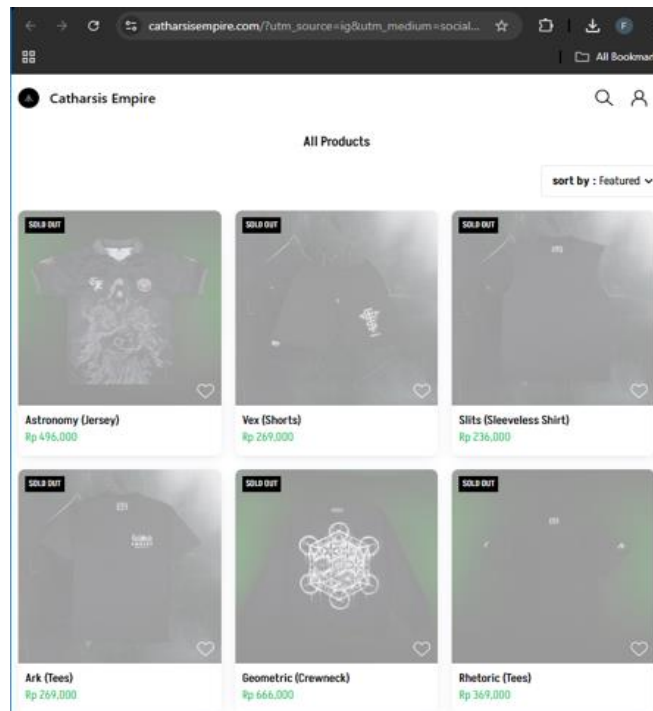 catharsisempire.com/?utm_source=ig&utm_medium=social...
F
All Bookmar
Catharsis Empire
All Products
sort by : Featured
SOLD OUT
SOLD OUT
SOLD OUT
Astronomy (Jersey)
Vex (Shorts)
Slits (Sleeveless Shirt)
Rp 496,000
Rp 269,000
Rp 236,000
SOLD OUT
SOLD OUT
SOLD OUT
Ark (Tees)
Geometric (Crewneck)
Rhetoric (Tees)
Rp 269,000
Rp 666,000
Rp 369,000